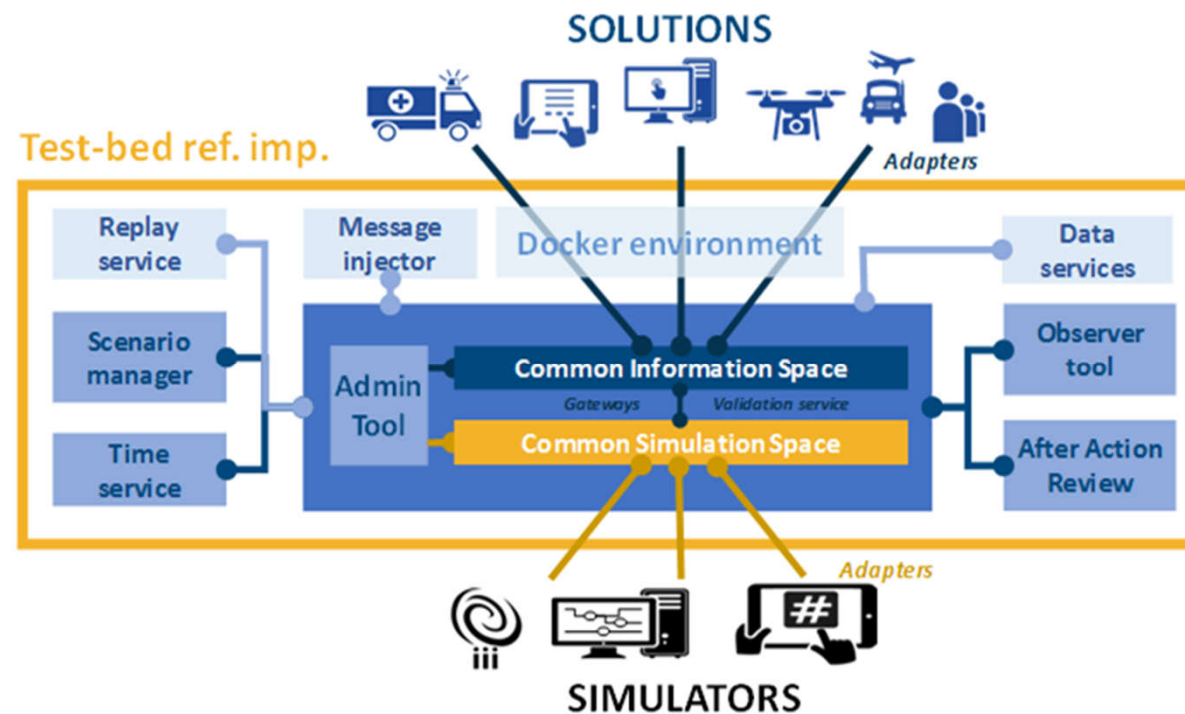 SOLUTIONS
Test-bed ref. imp.
Adapters
Replay
service
Message
injector
Docker environment
Data
services
Scenario
manager
Admin
Tool
Common Information Space
Gateways
Validation service
Common Simulation Space
Observer
tool
Time
service
After Action
Review
Adapters
#
iii
SIMULATORS